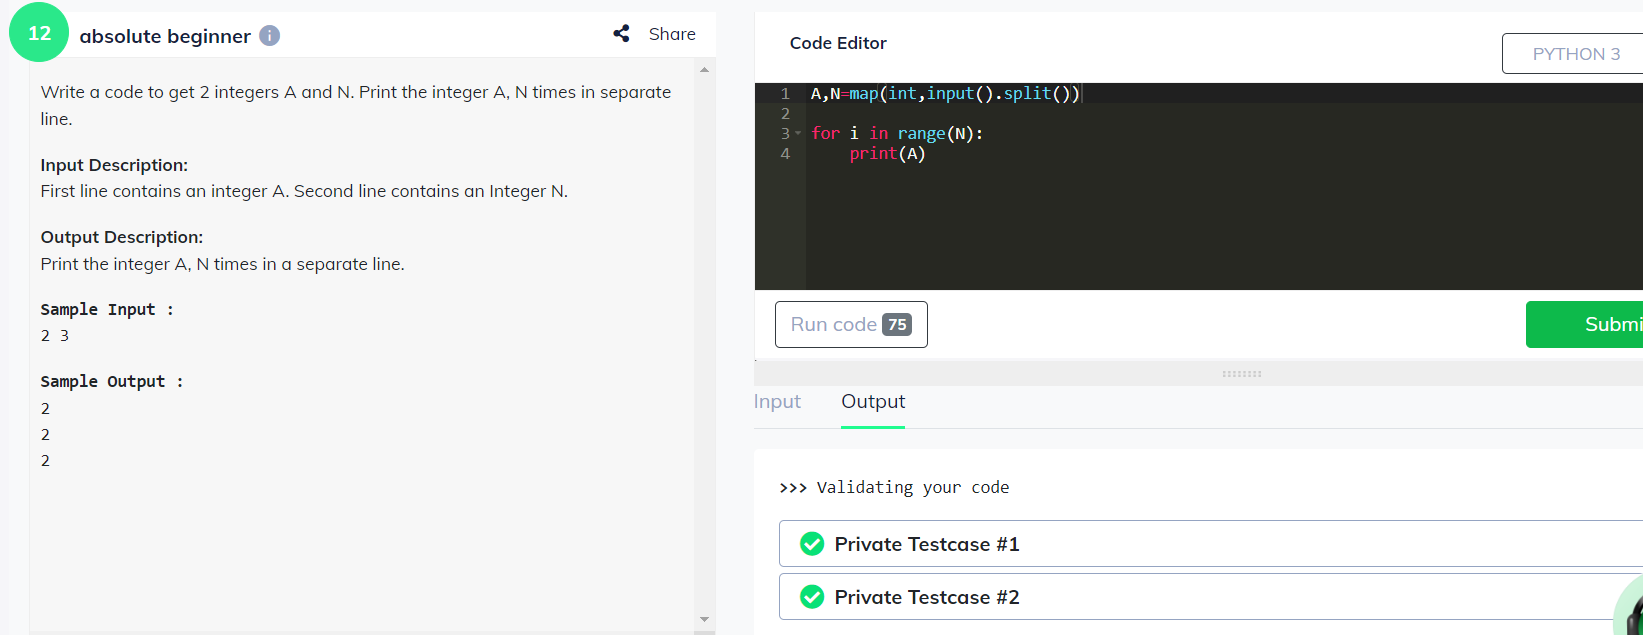 12
absolute beginner
Share
Write a code to get 2 integers A and N. Print the integer A, N times in separate
line.
Input Description:
First line contains an integer A. Second line contains an Integer N.
Output Description:
Print the integer A, N times in a separate line.
Sample Input :
2 3
Sample Output :
2
2
2
Code Editor
PYTHON 3
1 A,N=map(int,input().split())
2
3 for i in range(N):
4     print(A)
Run code 75
Submi
Input Output
>>> Validating your code
Private Testcase #1
Private Testcase #2